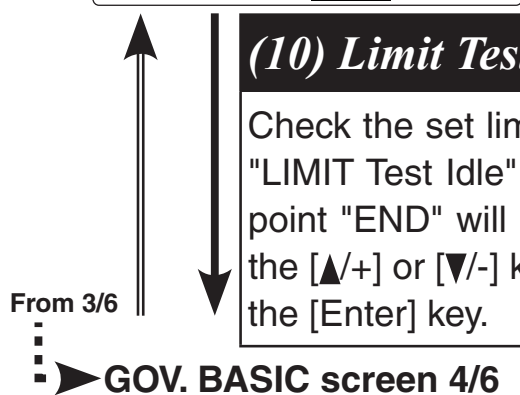 (10) Limit Tes
Check the set lim
"LIMIT Test Idle"
point "END" will
the [▲/+] or [▼/-] k
the [Enter] key.
From 3/6
GOV. BASIC screen 4/6